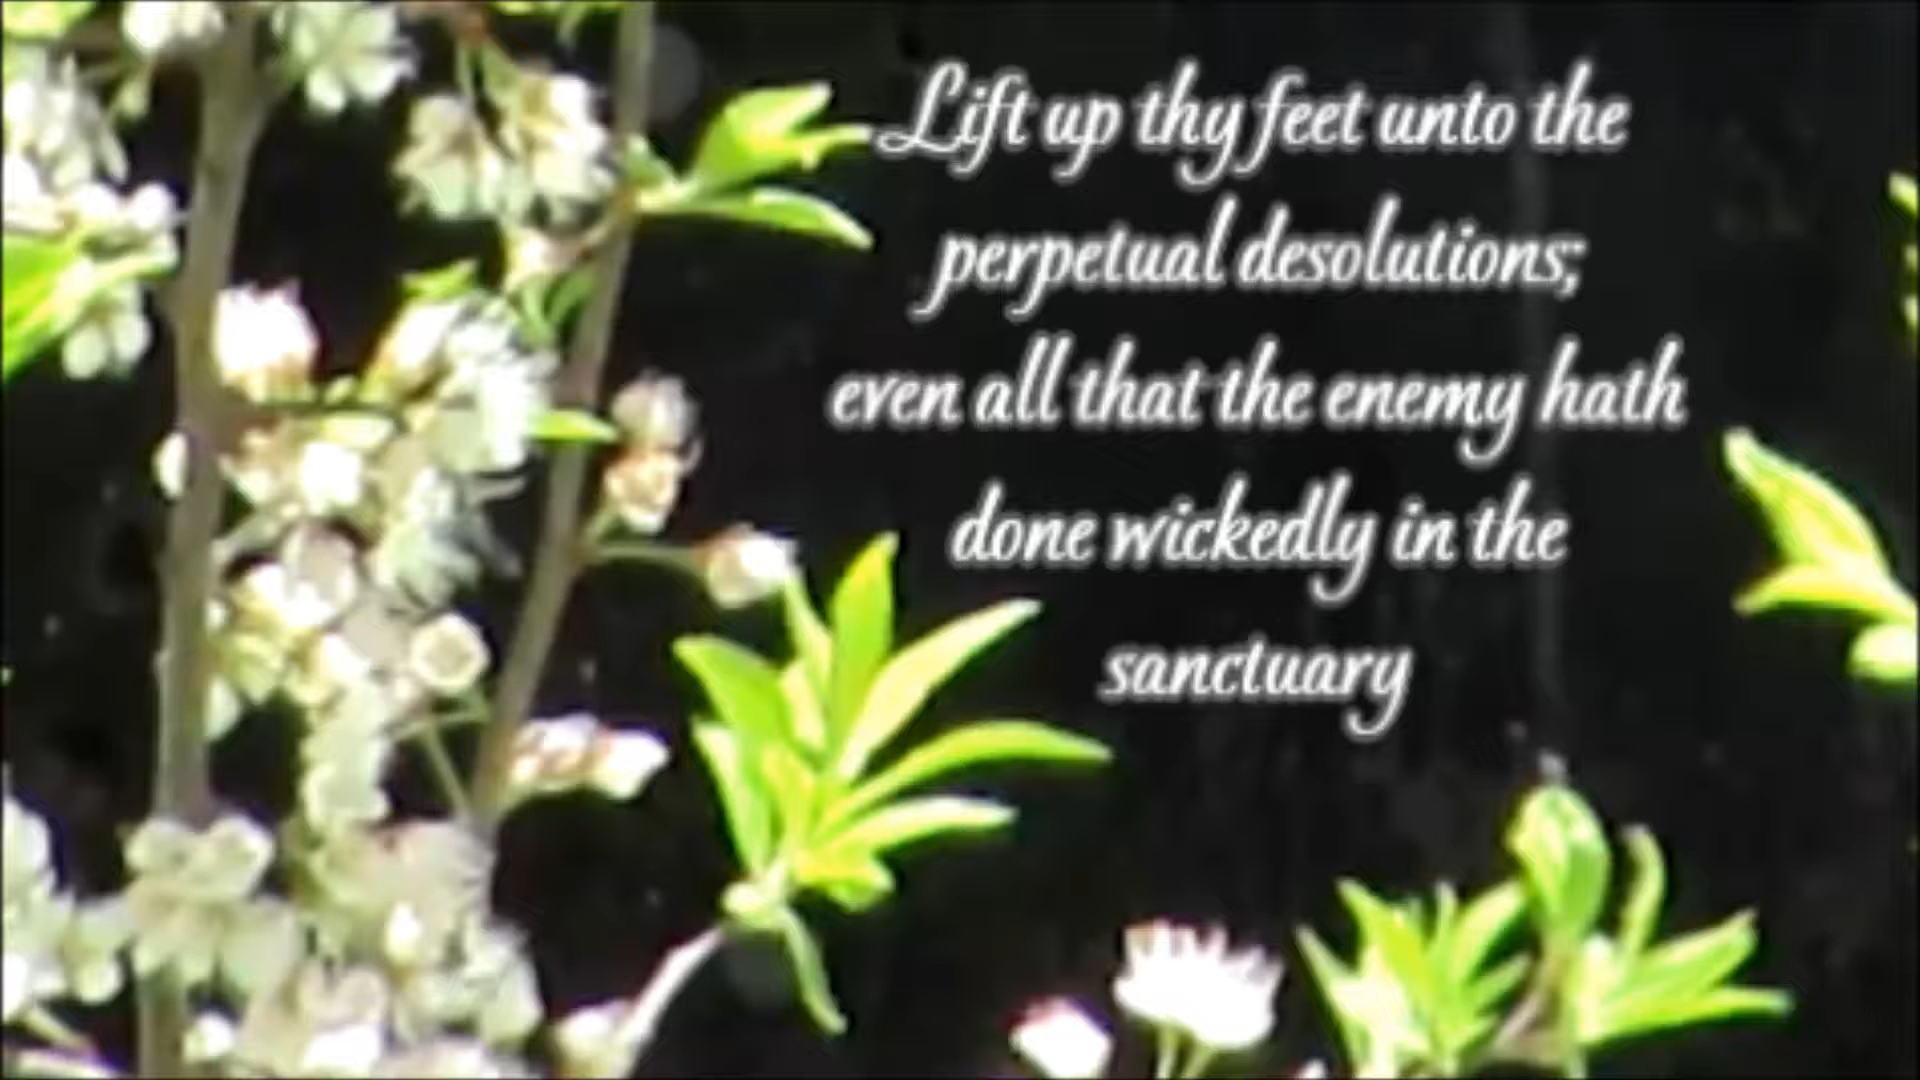 Lift up thy feet unto the
perpetual desolutions;
even all that the enemy hath
done wickedly in the
sanctuary